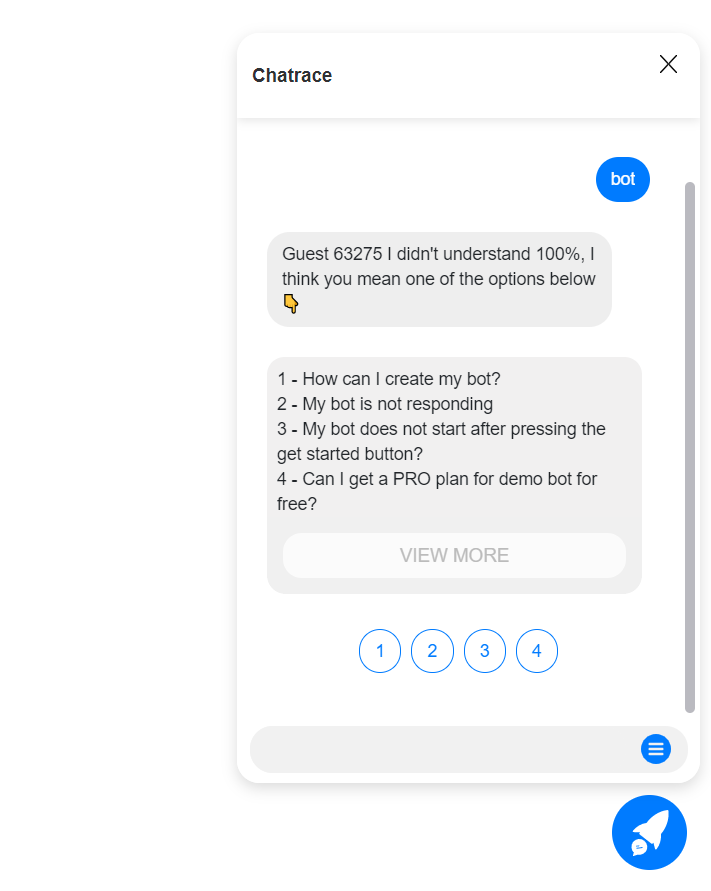 Chatrace
bot
Guest 63275 I didn't understand 100%, I
think you mean one of the options below
👇
1 - How can I create my bot?
2 - My bot is not responding
3 - My bot does not start after pressing the
get started button?
4 - Can I get a PRO plan for demo bot for
free?
VIEW MORE
1 2 3 4